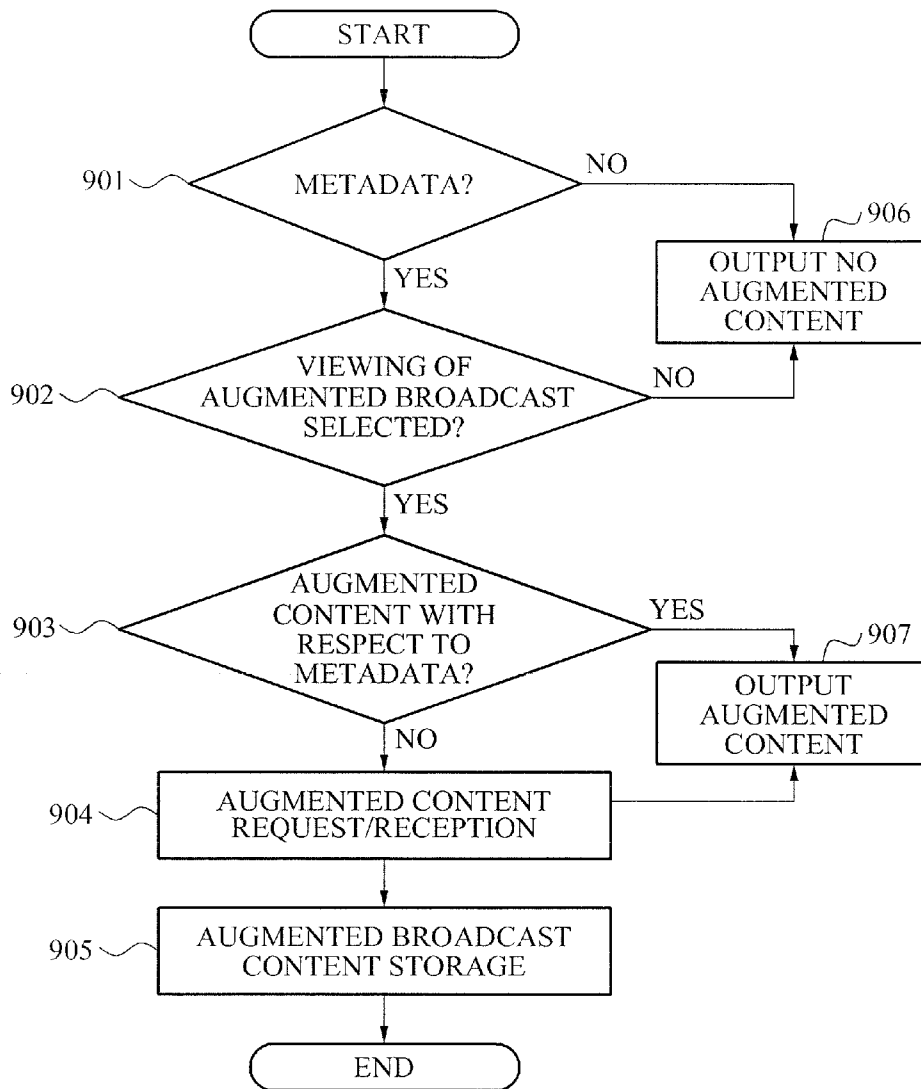 START
901
METADATA?
NO
906
OUTPUT NO
AUGMENTED
CONTENT
YES
902
VIEWING OF
AUGMENTED BROADCAST
SELECTED?
NO
YES
903
AUGMENTED
CONTENT WITH
RESPECT TO
METADATA?
YES
907
OUTPUT
AUGMENTED
CONTENT
NO
904
AUGMENTED CONTENT
REQUEST/RECEPTION
905
AUGMENTED BROADCAST
CONTENT STORAGE
END